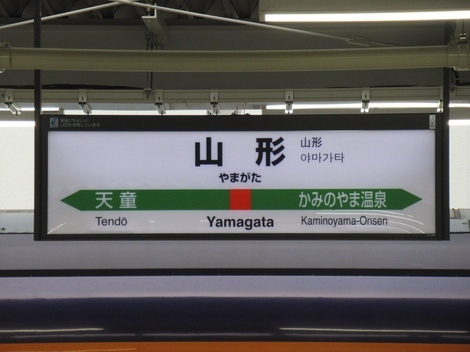 山形
山形
야마가타
やまがた
天童 かみのやま温泉
Tendō Yamagata Kaminoyama-Onsen